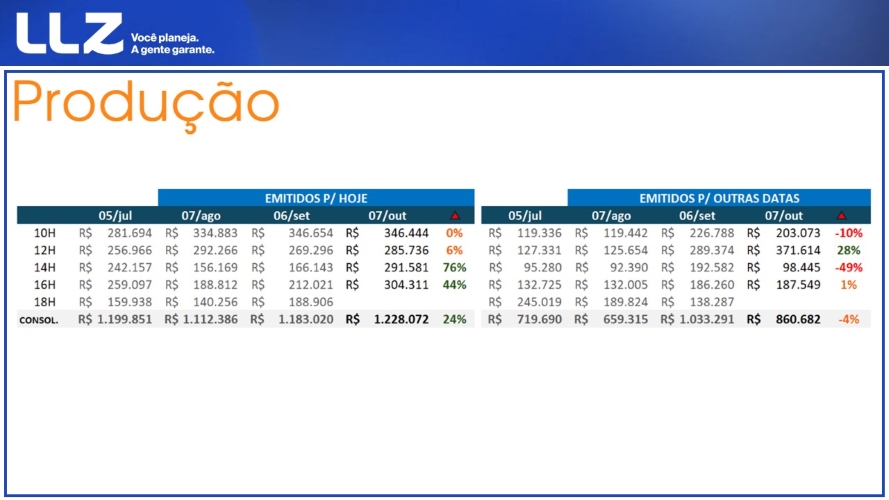 LLZ Você planeja.
A gente garante.
Produção
EMITIDOS P/ HOJE EMITIDOS P/ OUTRAS DATAS
05/jul 07/ago 06/set 07/out 05/jul 07/ago 06/set 07/out
10H R$ 281.694 R$ 334.883 R$ 346.654 R$ 346.444 0% R$ 119.336 R$ 119.442 R$ 226.788 R$ 203.073 -10%
12H R$ 256.966 R$ 292.266 R$ 269.296 R$ 285.736 6% R$ 127.331 R$ 125.654 R$ 289.374 R$ 371.614 28%
14H R$ 242.157 R$ 156.169 R$ 166.143 R$ 291.581 76% R$ 95.280 R$ 92.390 R$ 192.582 R$ 98.445 -49%
16H R$ 259.097 R$ 188.812 R$ 212.021 R$ 304.311 44% R$ 132.725 R$ 132.005 R$ 186.260 R$ 187.549 1%
18H R$ 159.938 R$ 140.256 R$ 188.906 R$ 245.019 R$ 189.824 R$ 138.287
CONSOL. R$ 1.199.851 R$ 1.112.386 R$ 1.183.020 R$ 1.228.072 24% R$ 719.690 R$ 659.315 R$ 1.033.291 R$ 860.682 -4%